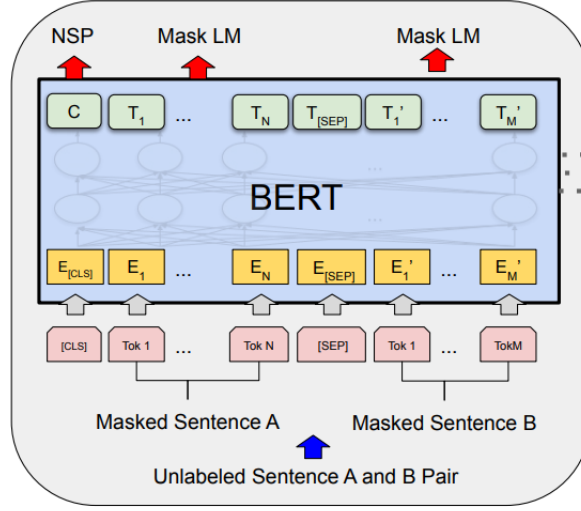 NSP Mask LM Mask LM
C T1 ... TN T[SEP] T1' ... TM'
...
BERT
...
E[CLS] E1 ... EN E[SEP] E1' ... EM'
[CLS] Tok 1 ... Tok N [SEP] Tok 1 ... TokM
Masked Sentence A Masked Sentence B
Unlabeled Sentence A and B Pair